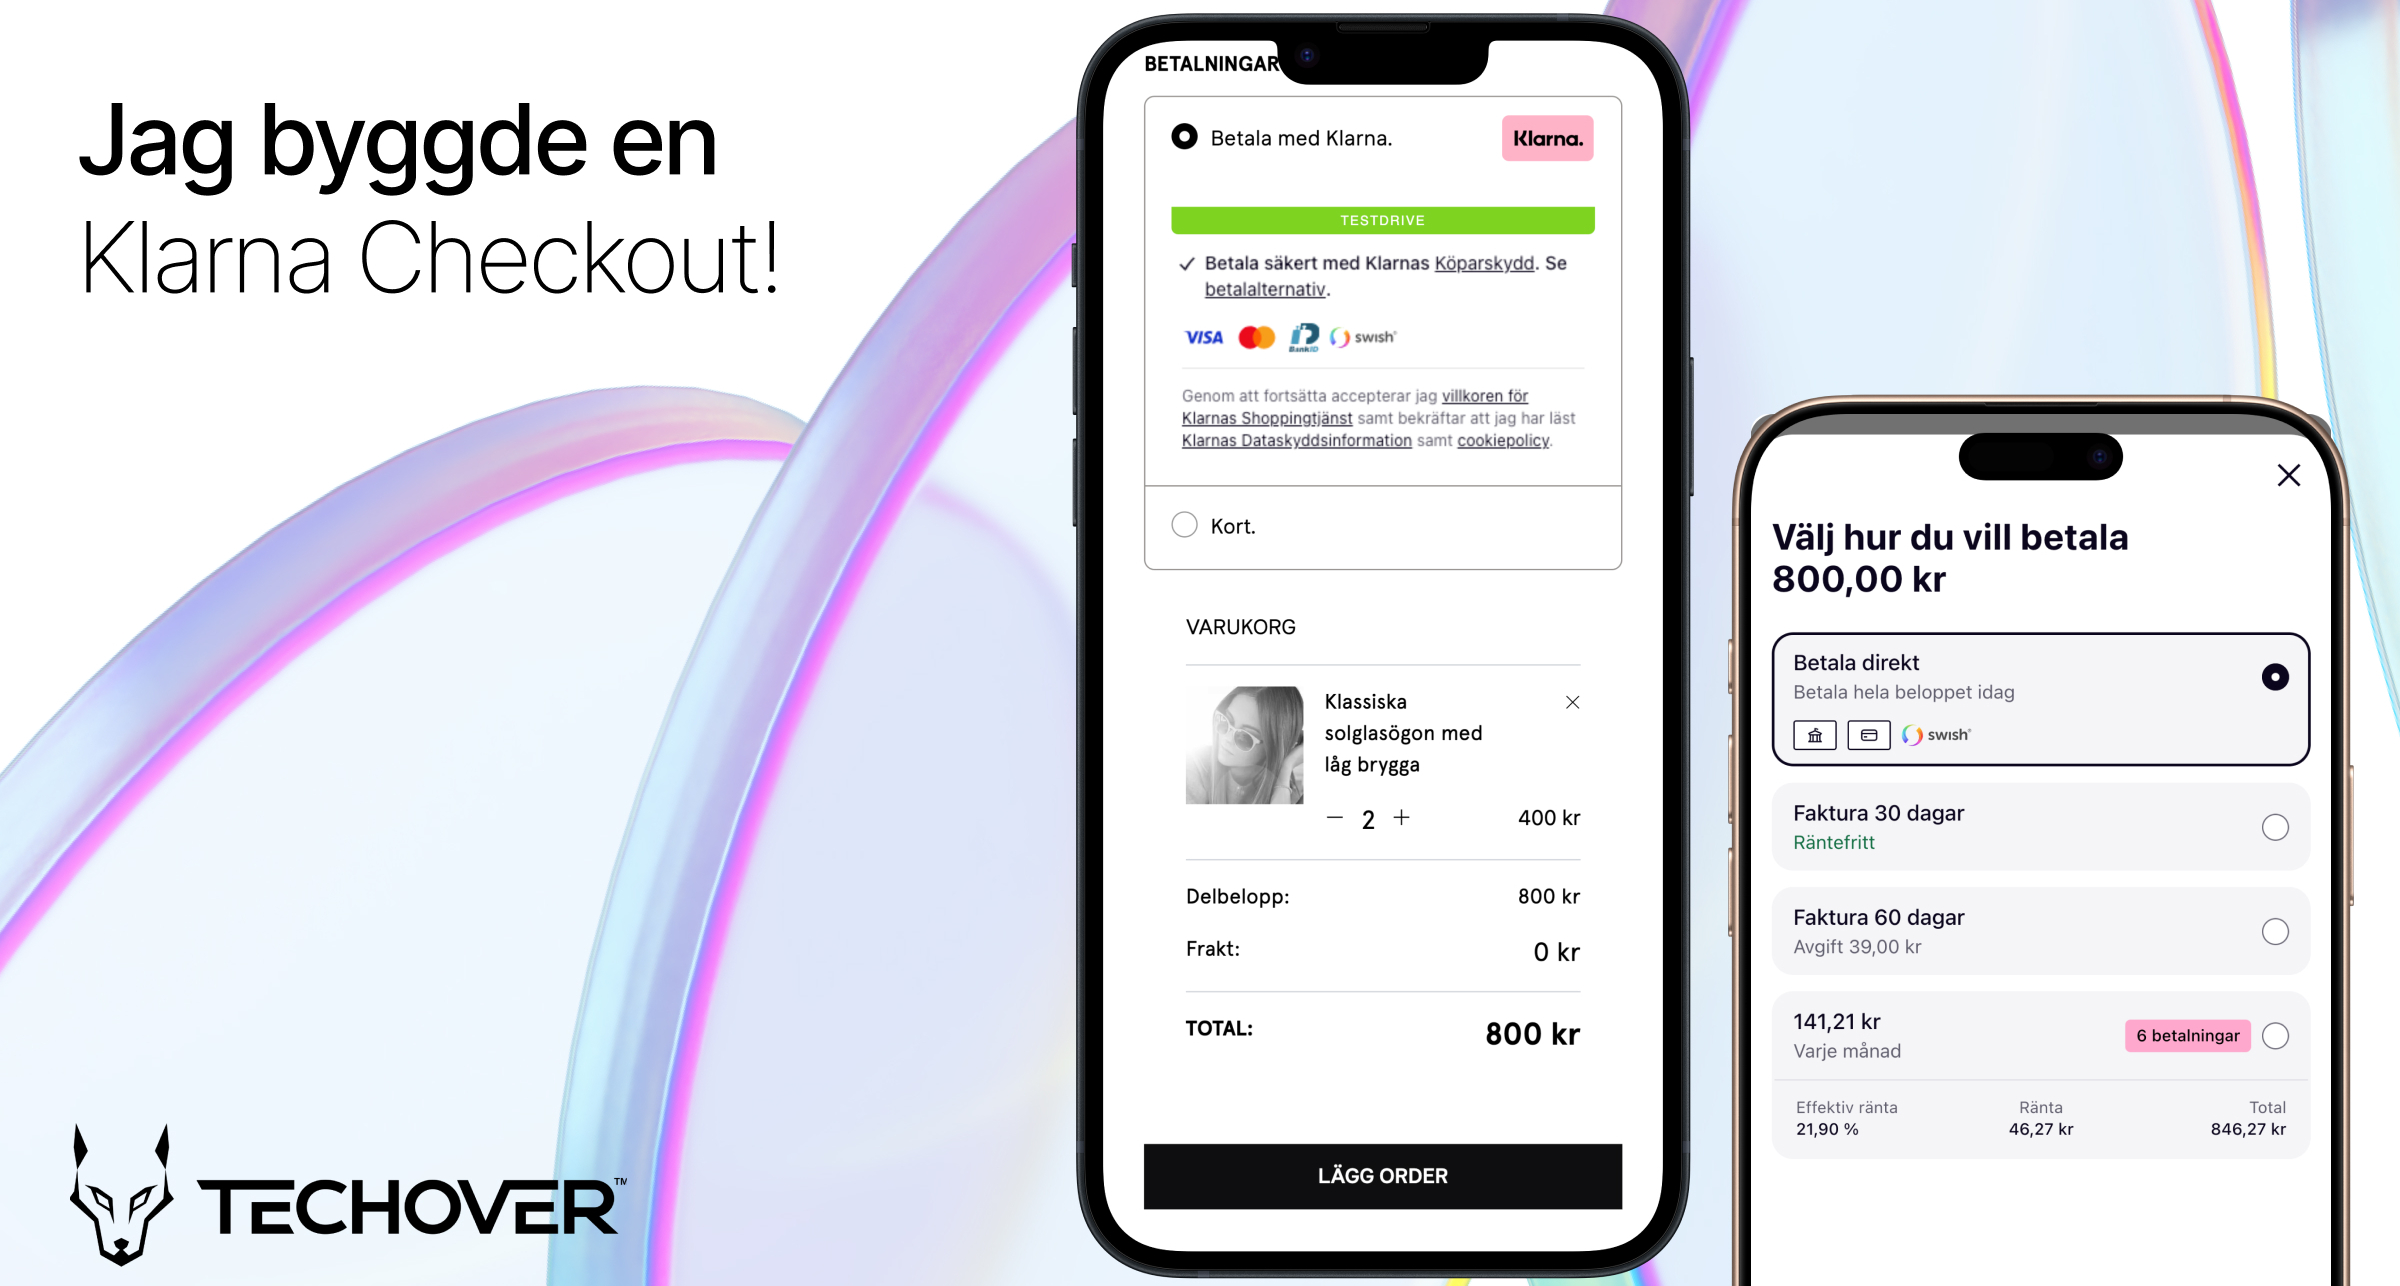 Jag byggde en
Klarna Checkout!
TECHOVER™
BETALNINGAR
Betala med Klarna.
Klarna.
TESTDRIVE
Betala säkert med Klarnas Köparskydd. Se
betalalternativ.
VISA
BankID
swish®
Genom att fortsätta accepterar jag villkoren för
Klarnas Shoppingtjänst samt bekräftar att jag har läst
Klarnas Dataskyddsinformation samt cookiepolicy.
Kort.
VARUKORG
Klassiska
solglasögon med
låg brygga
2
400 kr
Delbelopp: 800 kr
Frakt: 0 kr
TOTAL: 800 kr
LÄGG ORDER
Välj hur du vill betala
800,00 kr
Betala direkt
Betala hela beloppet idag
swish®
Faktura 30 dagar
Räntefritt
Faktura 60 dagar
Avgift 39,00 kr
141,21 kr
Varje månad
6 betalningar
Effektiv ränta Ränta Total
21,90 % 46,27 kr 846,27 kr